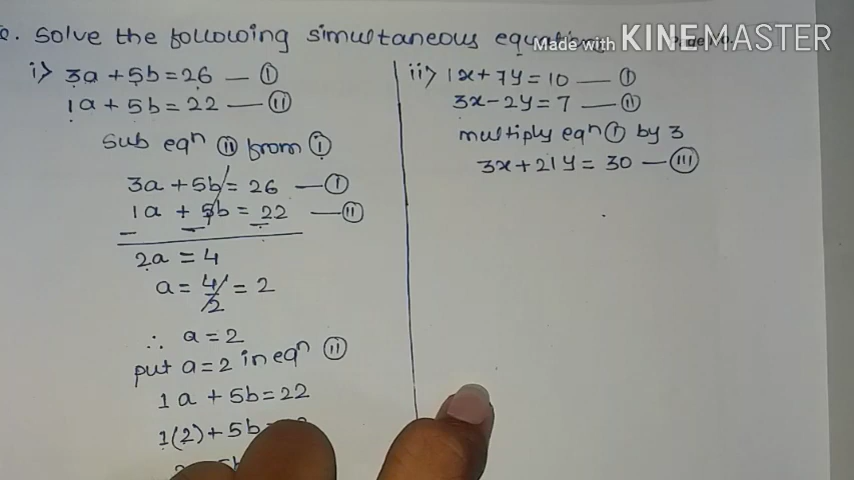 Q. Solve the following simultaneous equations
Made with KINEMASTER
i) 3a + 5b = 26 — Ⓘ
1a + 5b = 22 — Ⓘⓘ
Sub eqⁿ Ⓘⓘ from Ⓘ
3a + 5b = 26 — Ⓘ
1a + 5b = 22 — Ⓘⓘ
− − −
2a = 4
a = 4/2 = 2
∴ a = 2
put a = 2 in eqⁿ Ⓘⓘ
1a + 5b = 22
1(2) + 5b
ii) 1x + 7y = 10 — Ⓘ
3x − 2y = 7 — Ⓘⓘ
multiply eqⁿ Ⓘ by 3
3x + 21y = 30 — (III)